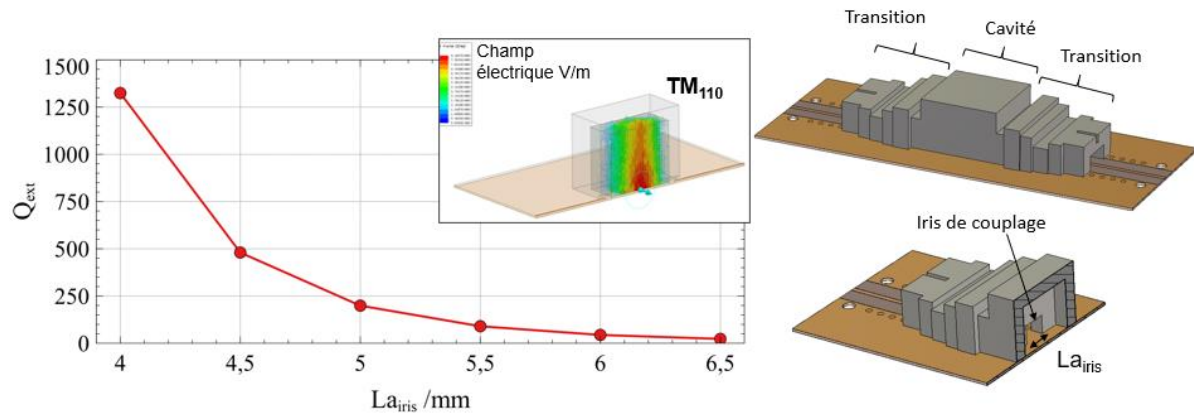 1500
1250
1000
750
500
250
0
Q_ext
4
4,5
5
5,5
6
6,5
La_iris /mm
Champ
électrique V/m
TM_110
Transition
Cavité
Transition
Iris de couplage
La_iris